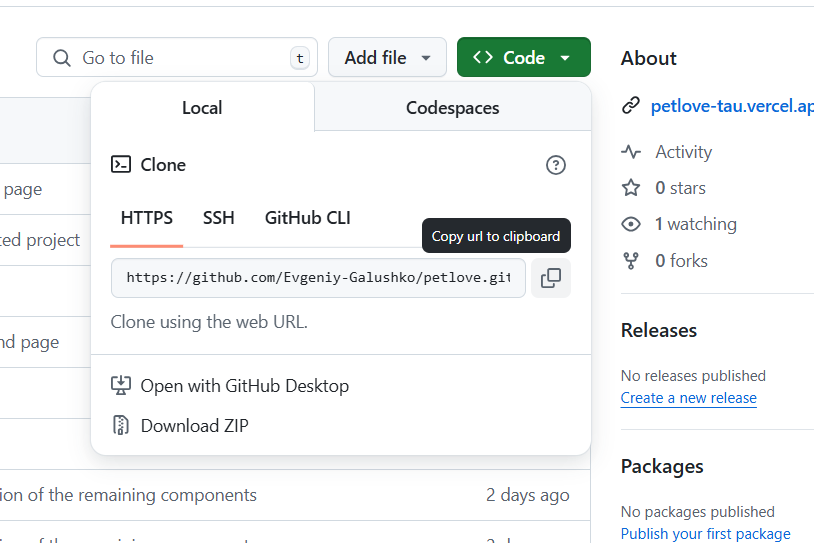 Go to file
t
Add file
Code
About
Local
Codespaces
petlove-tau.vercel.ap
Clone
Activity
page
0 stars
HTTPS
SSH
GitHub CLI
1 watching
Copy url to clipboard
ted project
0 forks
https://github.com/Evgeniy-Galushko/petlove.git
Clone using the web URL.
Releases
nd page
No releases published
Open with GitHub Desktop
Create a new release
Download ZIP
Packages
ion of the remaining components
2 days ago
No packages published
Publish your first package